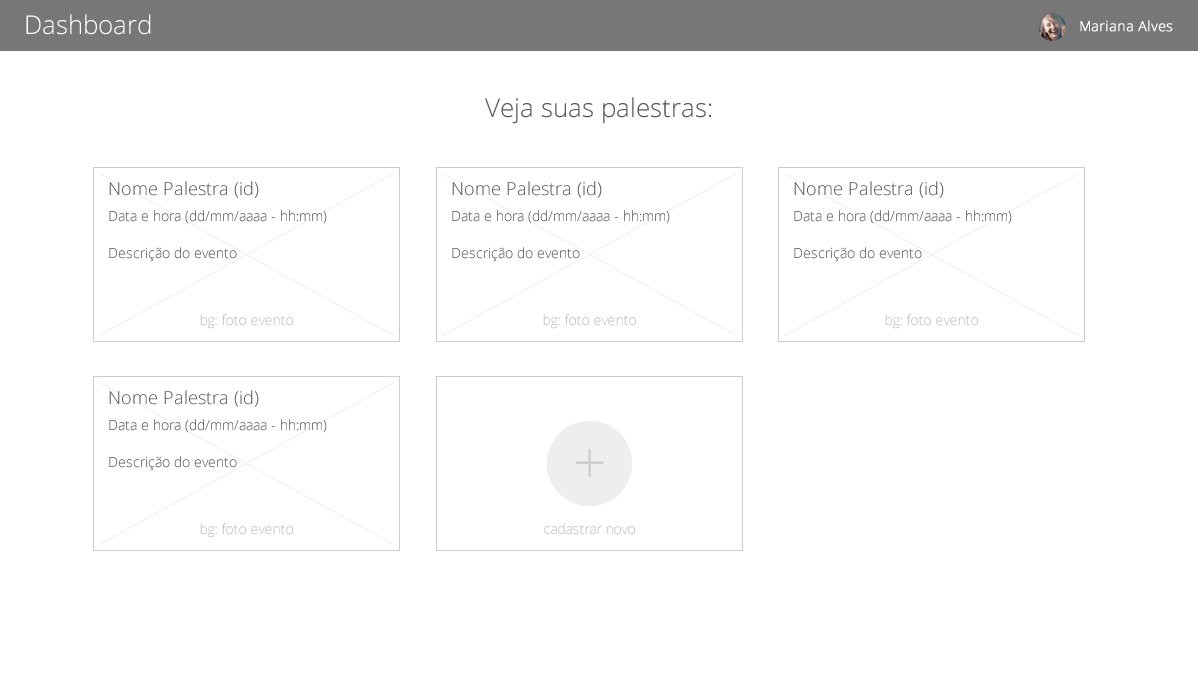 Dashboard
Mariana Alves
Veja suas palestras:
Nome Palestra (id)
Data e hora (dd/mm/aaaa - hh:mm)
Descrição do evento
bg: foto evento
Nome Palestra (id)
Data e hora (dd/mm/aaaa - hh:mm)
Descrição do evento
bg: foto evento
Nome Palestra (id)
Data e hora (dd/mm/aaaa - hh:mm)
Descrição do evento
bg: foto evento
Nome Palestra (id)
Data e hora (dd/mm/aaaa - hh:mm)
Descrição do evento
bg: foto evento
cadastrar novo